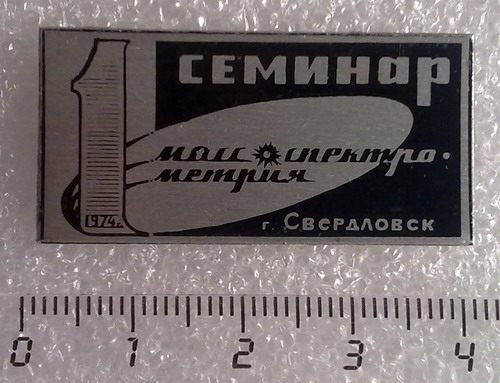 1 семинар
масс спектро-
метрия
1974г.
г. Свердловск
0 1 2 3 4